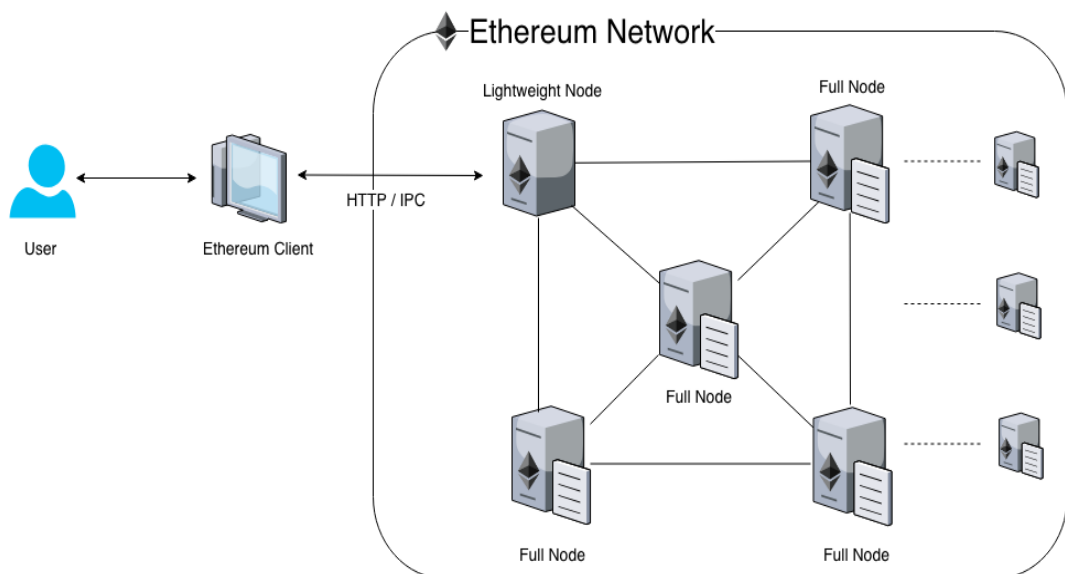 Ethereum Network
Lightweight Node
Full Node
HTTP / IPC
User
Ethereum Client
Full Node
Full Node
Full Node